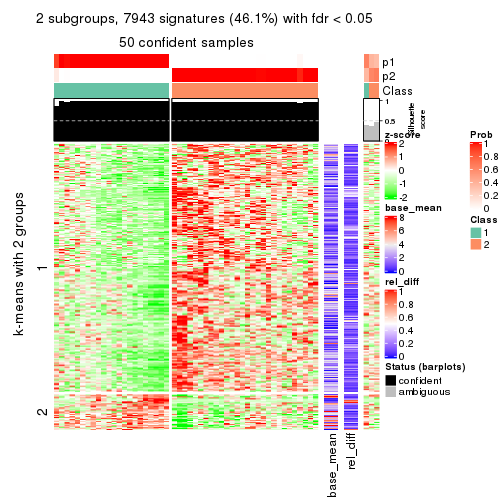 2 subgroups, 7943 signatures (46.1%) with fdr < 0.05
50 confident samples
p1
p2
Class
1
0.5
Silhouette
score
k-means with 2 groups
1
2
base_mean
rel_diff
z-score
2
1
0
-1
-2
base_mean
8
6
4
2
0
rel_diff
1
0.8
0.6
0.4
0.2
0
Status (barplots)
confident
ambiguous
Prob
1
0.8
0.6
0.4
0.2
0
Class
1
2